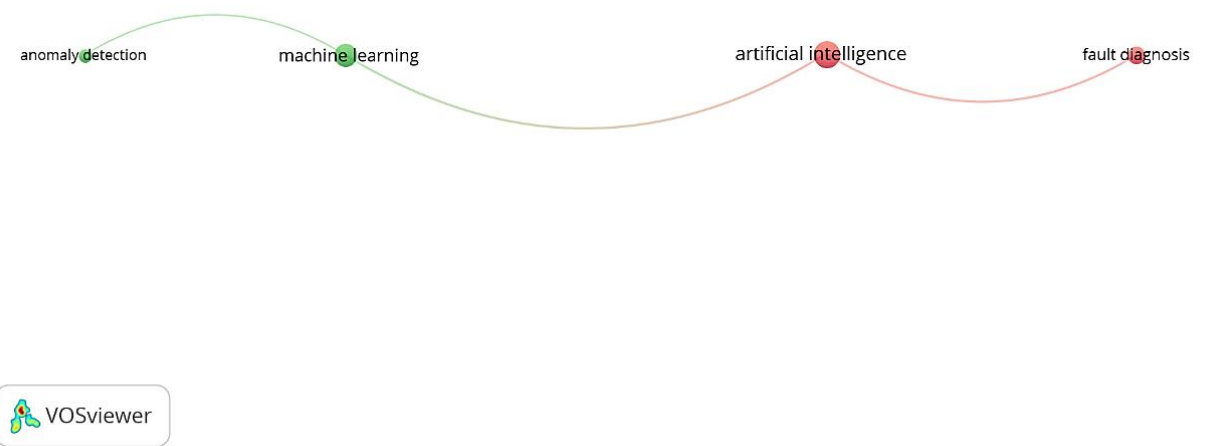 anomaly detection
machine learning
artificial intelligence
fault diagnosis
VOSviewer